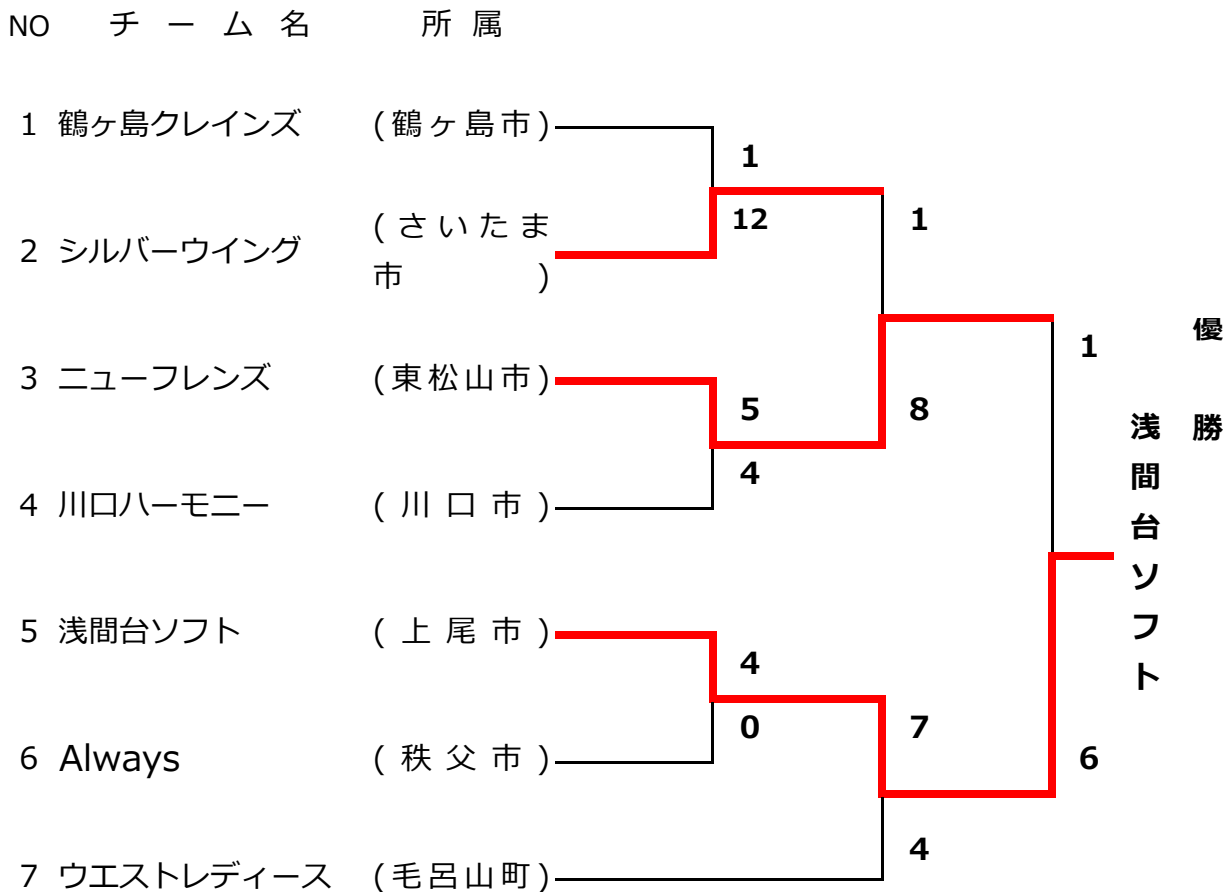 NO チーム名 所属
1 鶴ヶ島クレインズ (鶴ヶ島市)
1
12
2 シルバーウイング (さいたま市)
1
3 ニューフレンズ (東松山市)
5
4
8
4 川口ハーモニー (川口市)
1
5 浅間台ソフト (上尾市)
4
0
7
6 Always (秩父市)
6
4
7 ウエストレディース (毛呂山町)
優勝
浅間台ソフト